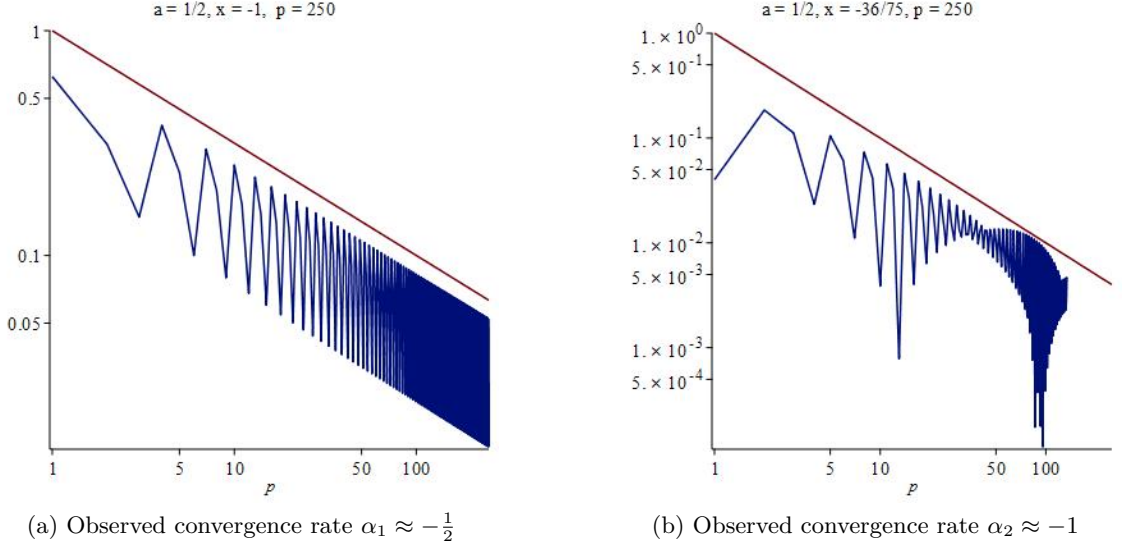 a = 1/2, x = -1, p = 250
1
0.5
0.1
0.05
1 5 10 50 100
p
(a) Observed convergence rate α₁ ≈ −1/2
a = 1/2, x = -36/75, p = 250
1. × 10⁰
5. × 10⁻¹
1. × 10⁻¹
5. × 10⁻²
1. × 10⁻²
5. × 10⁻³
1. × 10⁻³
5. × 10⁻⁴
1 5 10 50 100
p
(b) Observed convergence rate α₂ ≈ −1